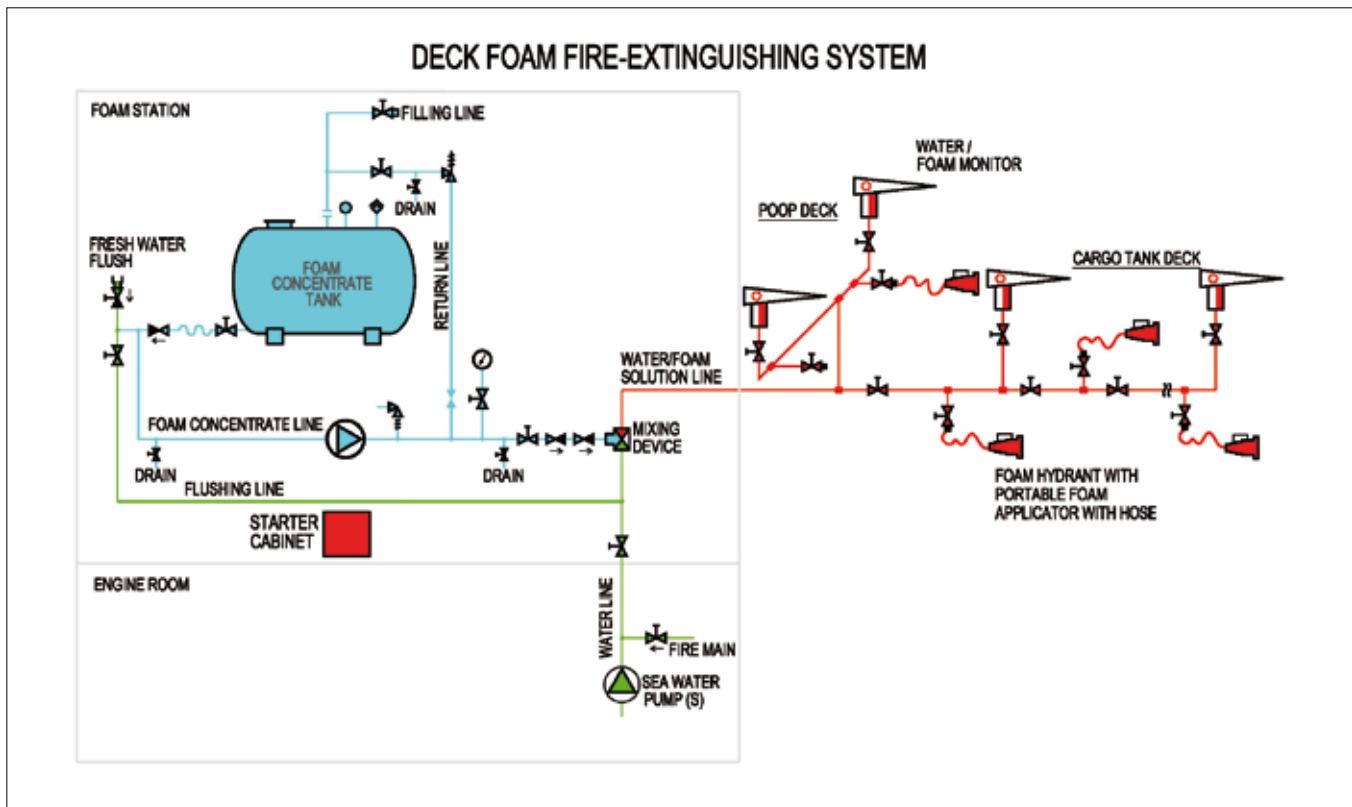 DECK FOAM FIRE-EXTINGUISHING SYSTEM
FOAM STATION
FILLING LINE
WATER /
FOAM MONITOR
DRAIN
POOP DECK
FRESH WATER
FLUSH
FOAM
CONCENTRATE
TANK
RETURN LINE
CARGO TANK DECK
WATER/FOAM
SOLUTION LINE
FOAM CONCENTRATE LINE
MIXING
DEVICE
DRAIN
DRAIN
FLUSHING LINE
FOAM HYDRANT WITH
PORTABLE FOAM
APPLICATOR WITH HOSE
STARTER
CABINET
ENGINE ROOM
WATER LINE
FIRE MAIN
SEA WATER
PUMP (S)